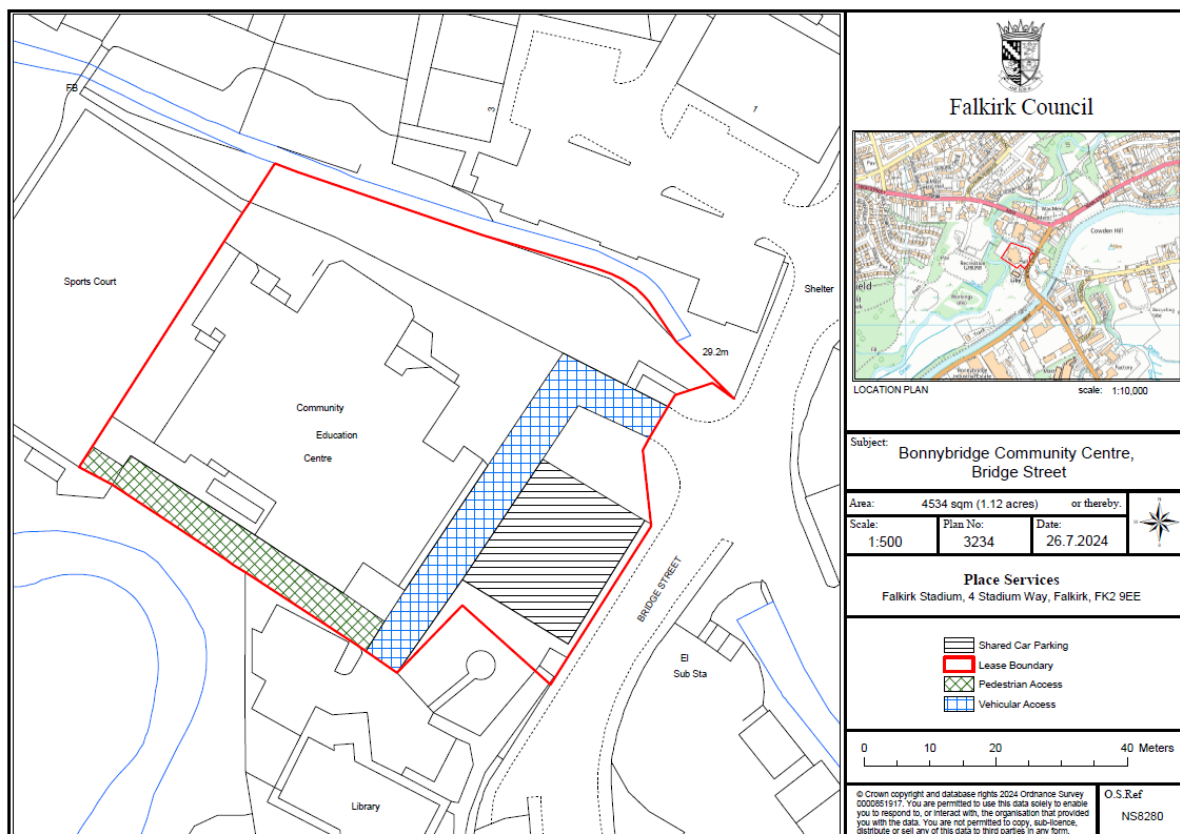 FB
3
1
Sports Court
Shelter
29.2m
Community
Education
Centre
BRIDGE STREET
El
Sub Sta
Library
Falkirk Council
Cowden Hill
LOCATION PLAN
scale: 1:10,000
Subject:
Bonnybridge Community Centre,
Bridge Street
Area: 4534 sqm (1.12 acres) or thereby.
Scale: 1:500
Plan No: 3234
Date: 26.7.2024
Place Services
Falkirk Stadium, 4 Stadium Way, Falkirk, FK2 9EE
Shared Car Parking
Lease Boundary
Pedestrian Access
Vehicular Access
0 10 20 40 Meters
© Crown copyright and database rights 2024 Ordnance Survey
0000851917. You are permitted to use this data solely to enable
you to respond to, or interact with, the organisation that provided
you with the data. You are not permitted to copy, sub-licence,
distribute or sell any of this data to third parties in any form.
O.S.Ref
NS8280